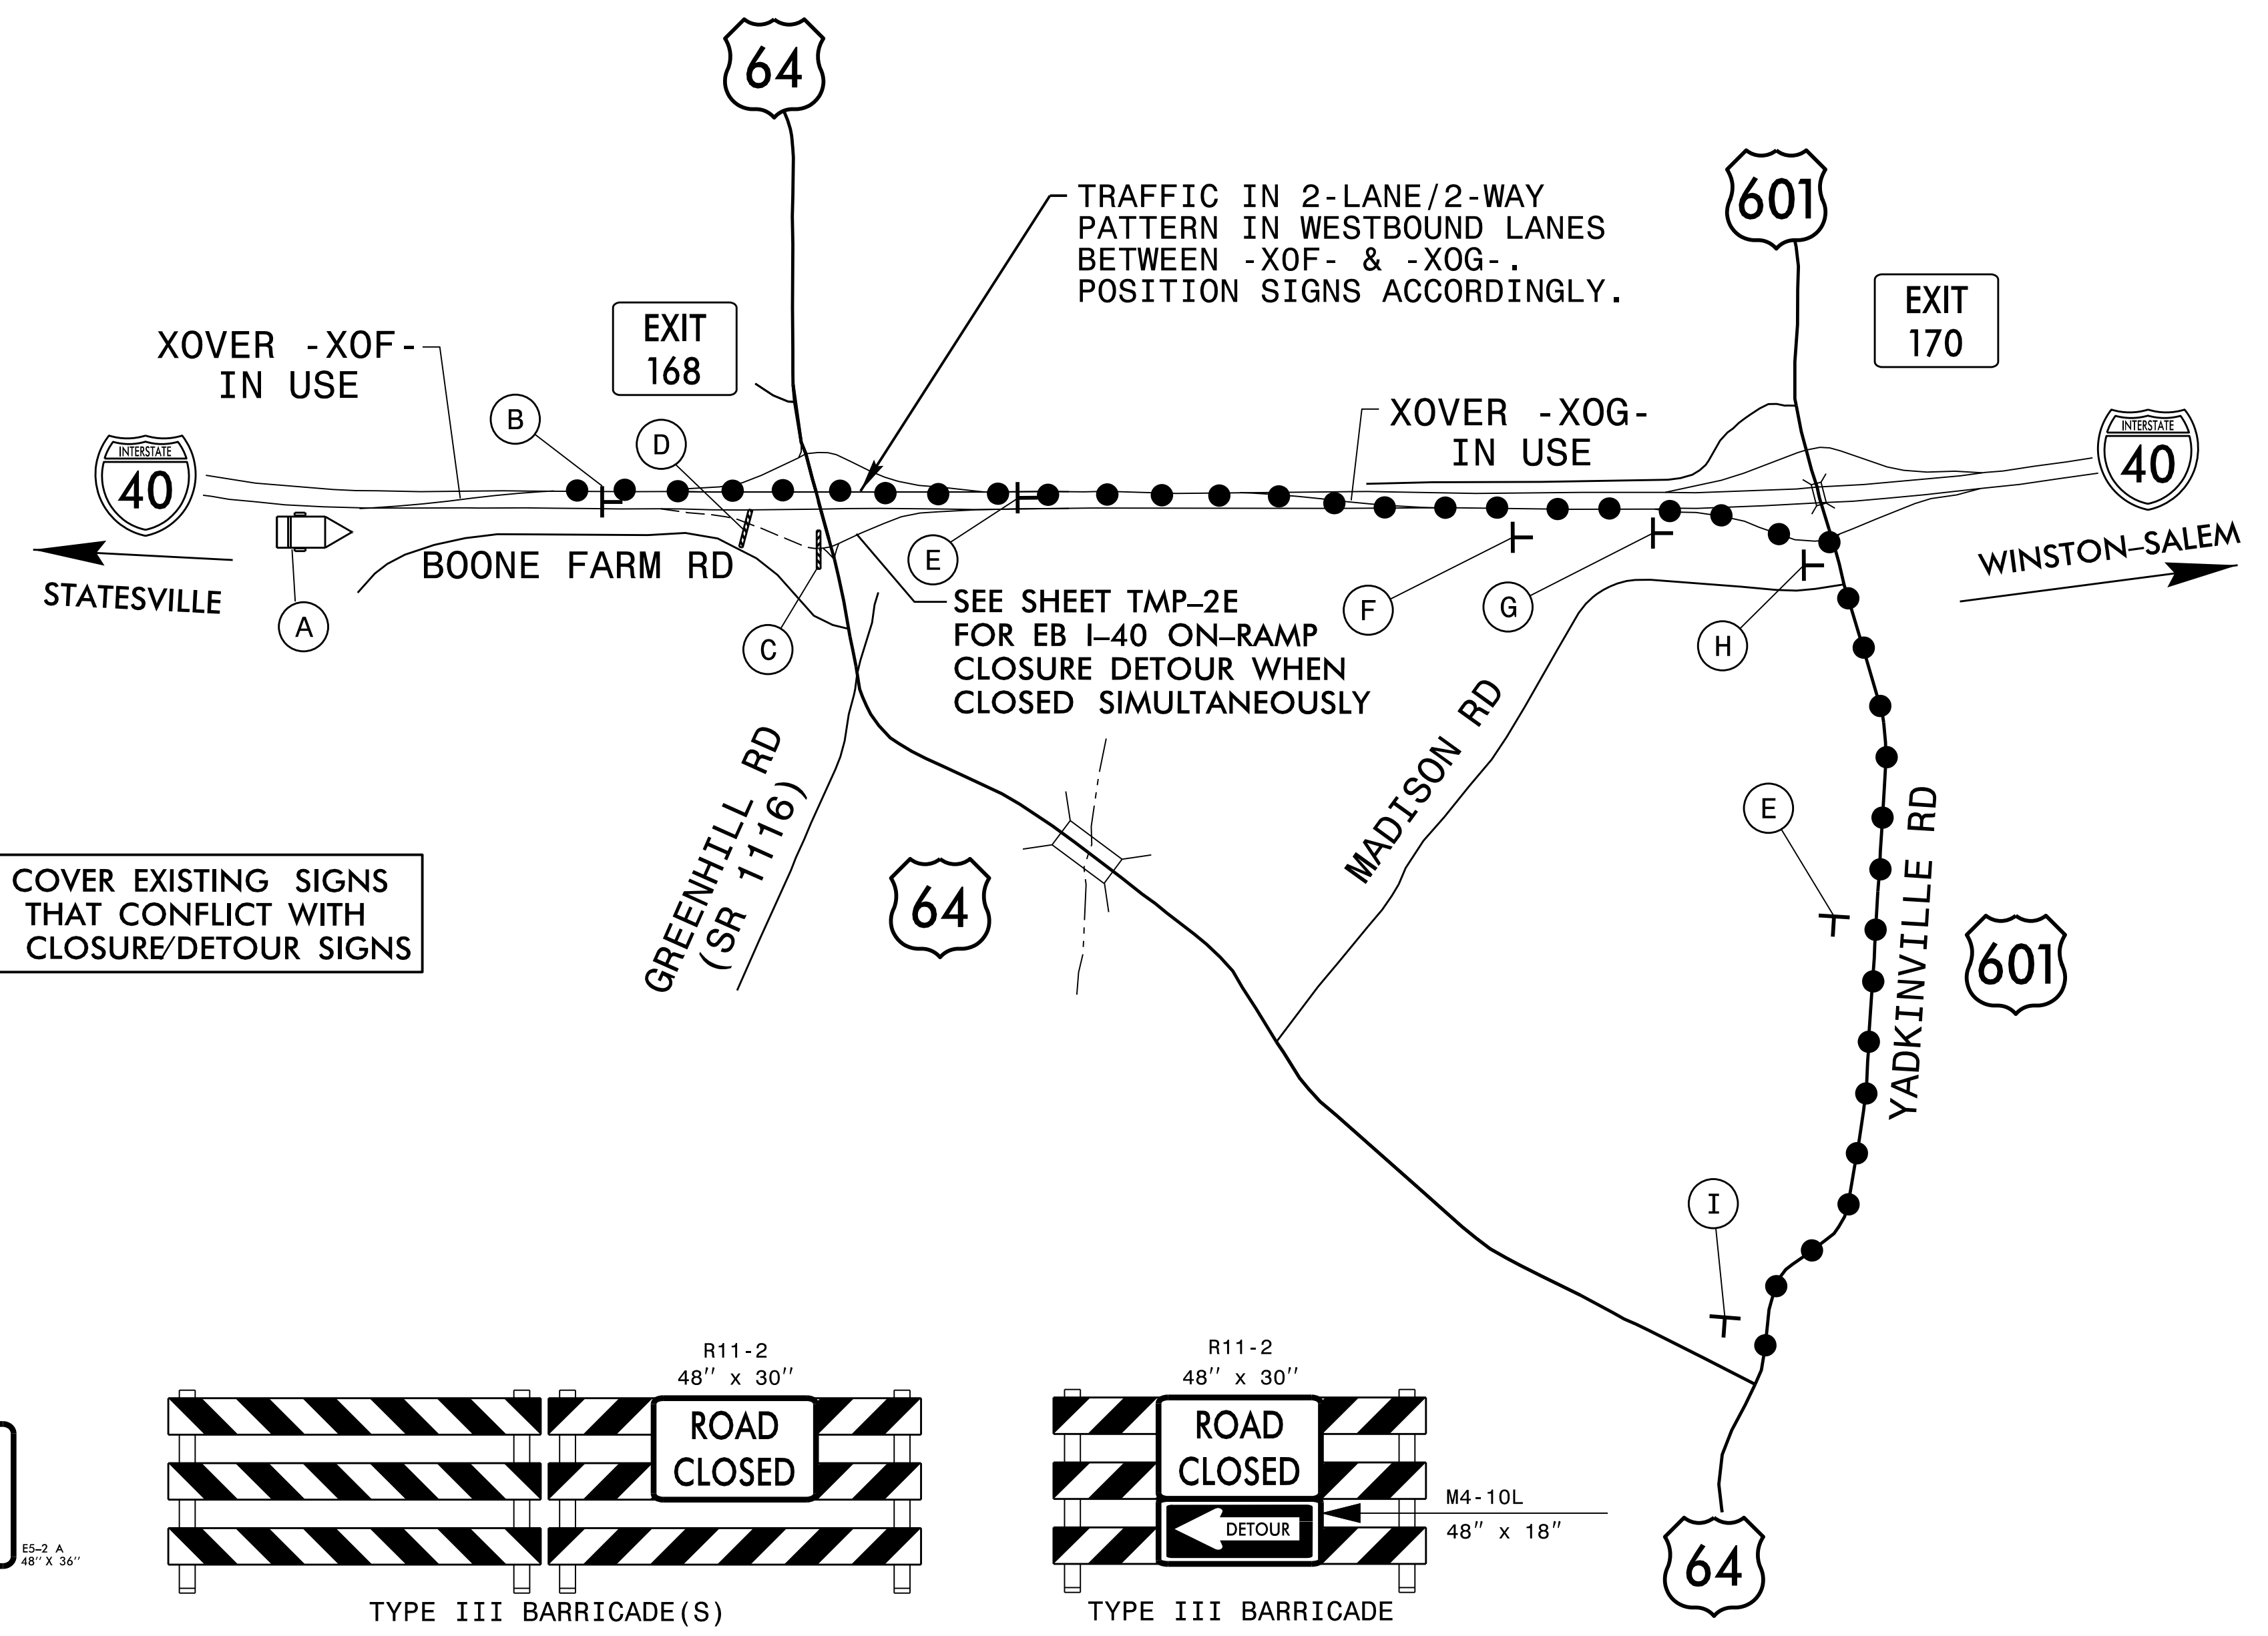 64
601
TRAFFIC IN 2-LANE/2-WAY
PATTERN IN WESTBOUND LANES
BETWEEN -XOF- & -XOG-.
POSITION SIGNS ACCORDINGLY.
EXIT
170
EXIT
168
XOVER -XOF-
IN USE
B
D
XOVER -XOG-
IN USE
INTERSTATE
40
INTERSTATE
40
STATESVILLE
A
BOONE FARM RD
C
E
SEE SHEET TMP-2E
FOR EB I-40 ON-RAMP
CLOSURE DETOUR WHEN
CLOSED SIMULTANEOUSLY
F
G
H
WINSTON-SALEM
GREENHILL RD
(SR 1116)
MADISON RD
E
YADKINVILLE RD
COVER EXISTING SIGNS
THAT CONFLICT WITH
CLOSURE/DETOUR SIGNS
64
601
I
R11-2
48" x 30"
ROAD
CLOSED
TYPE III BARRICADE(S)
R11-2
48" x 30"
ROAD
CLOSED
DETOUR
M4-10L
48" x 18"
TYPE III BARRICADE
E5-2 A
48" X 36"
64